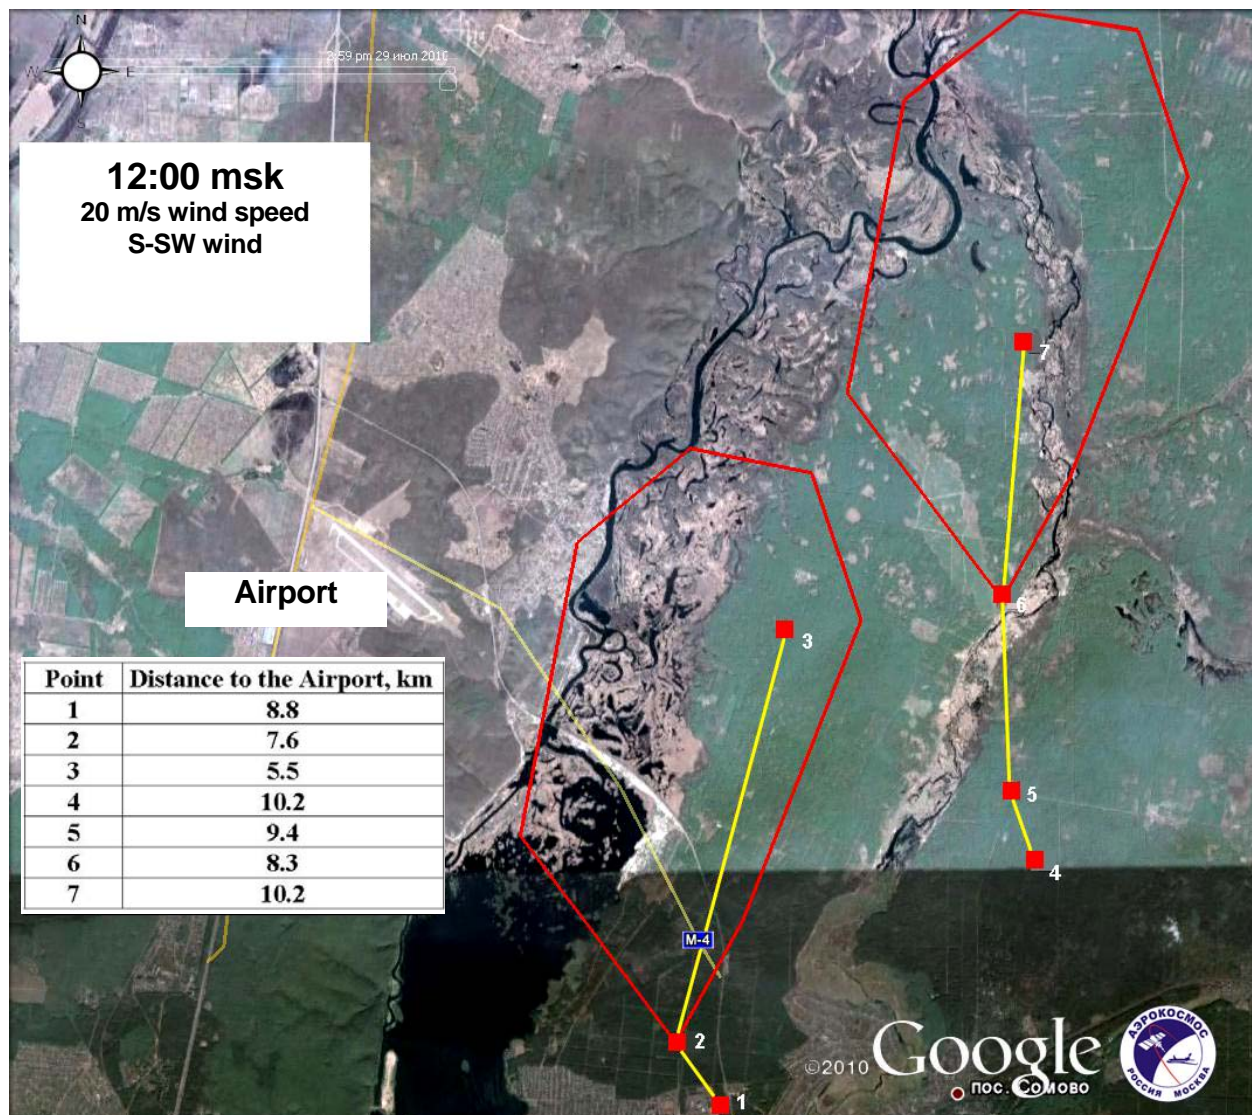 N
W E
S
2:59 pm 29 июл 2010
12:00 msk
20 m/s wind speed
S-SW wind
7
6
Airport
3
Point Distance to the Airport, km
1 8.8
2 7.6
3 5.5
4 10.2
5 9.4
6 8.3
7 10.2
5
4
M-4
2
1
©2010 Google
пос. Сомово
АЭРОКОСМОС
РОССИЯ МОСКВА